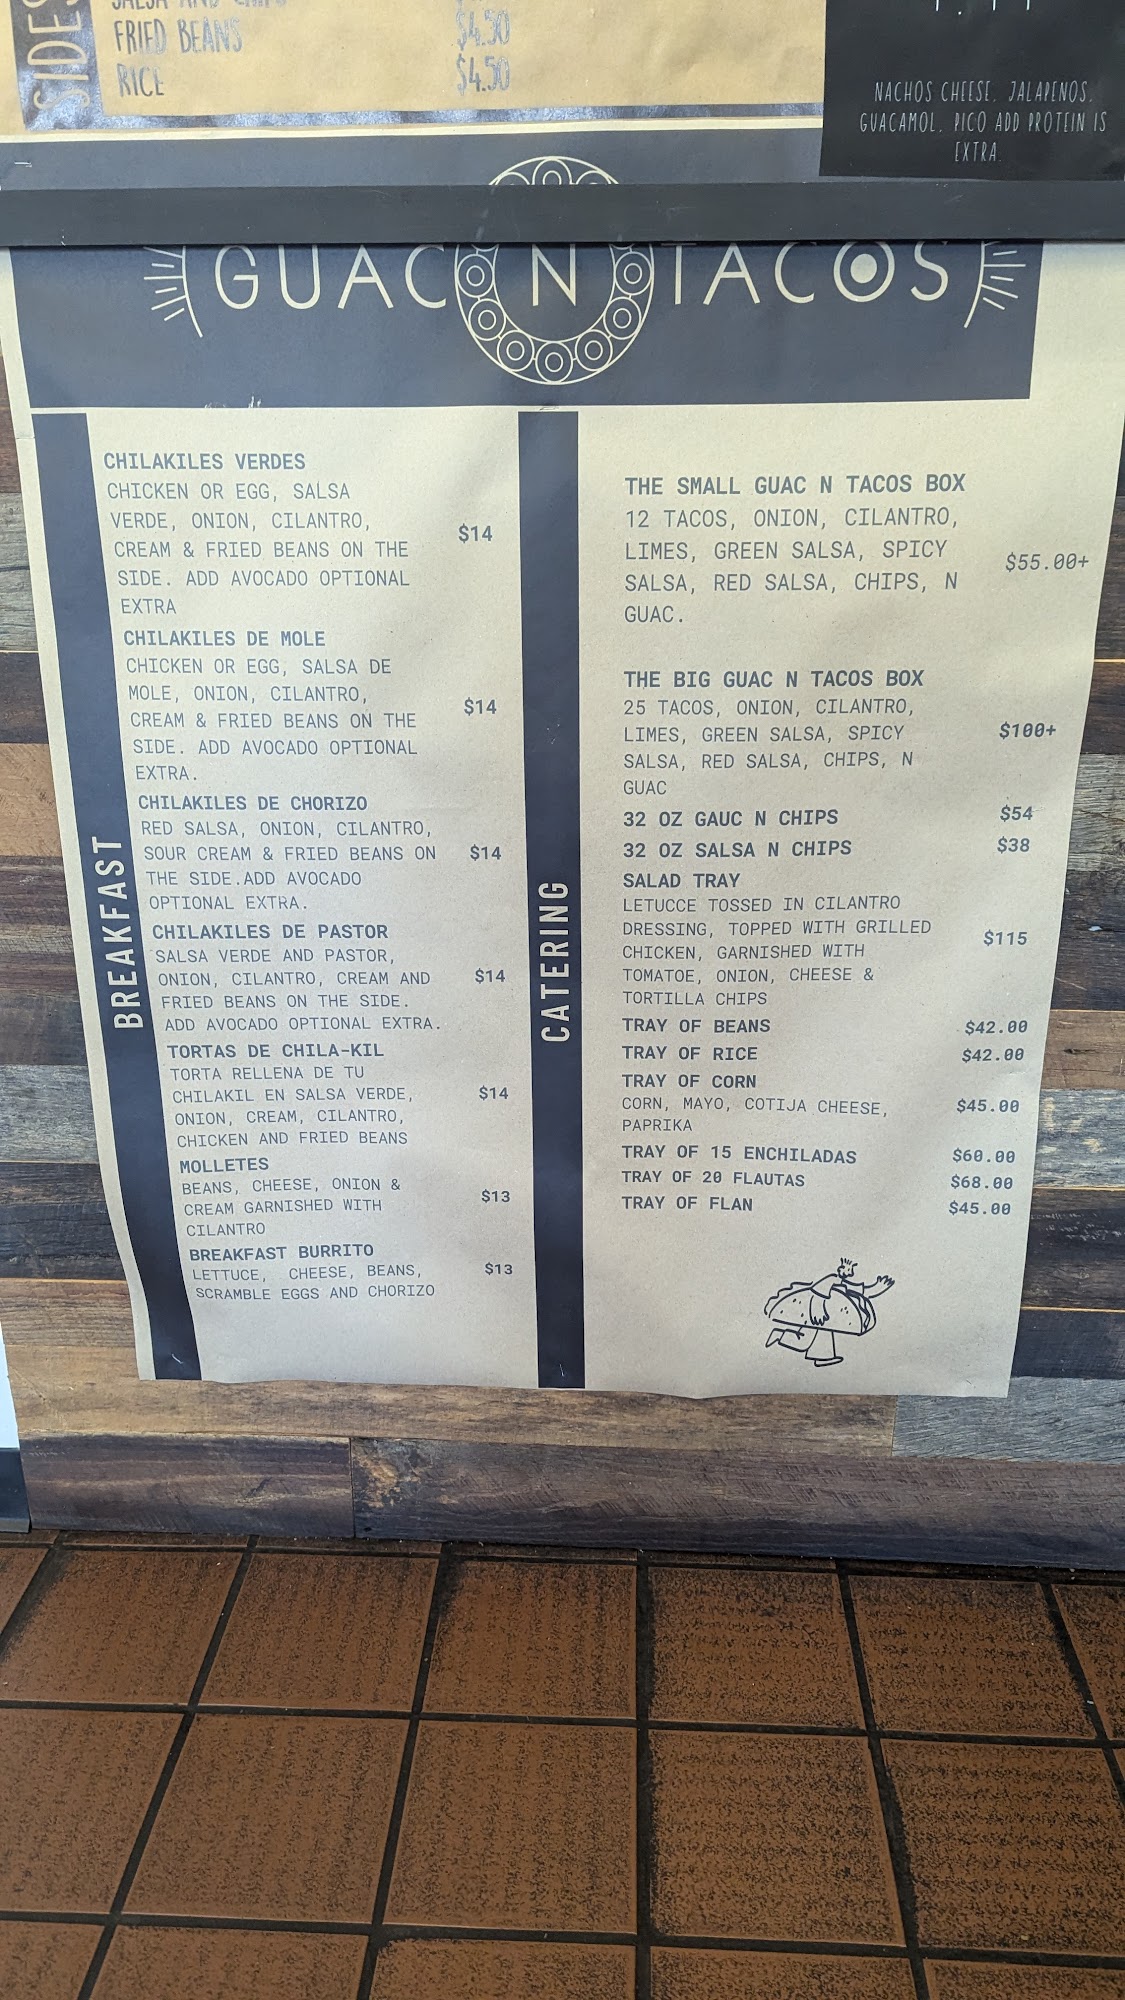 SIDES
SALSA AND CHIPS
FRIED BEANS $4.50
RICE $4.50
NACHOS CHEESE. JALAPENOS.
GUACAMOL. PICO ADD PROTEIN IS
EXTRA.
GUAC N TACOS
BREAKFAST
CHILAKILES VERDES
CHICKEN OR EGG, SALSA
VERDE, ONION, CILANTRO,
CREAM & FRIED BEANS ON THE
SIDE. ADD AVOCADO OPTIONAL
EXTRA
$14
CHILAKILES DE MOLE
CHICKEN OR EGG, SALSA DE
MOLE, ONION, CILANTRO,
CREAM & FRIED BEANS ON THE
SIDE. ADD AVOCADO OPTIONAL
EXTRA.
$14
CHILAKILES DE CHORIZO
RED SALSA, ONION, CILANTRO,
SOUR CREAM & FRIED BEANS ON
THE SIDE.ADD AVOCADO
OPTIONAL EXTRA.
$14
CHILAKILES DE PASTOR
SALSA VERDE AND PASTOR,
ONION, CILANTRO, CREAM AND
FRIED BEANS ON THE SIDE.
ADD AVOCADO OPTIONAL EXTRA.
$14
TORTAS DE CHILA-KIL
TORTA RELLENA DE TU
CHILAKIL EN SALSA VERDE,
ONION, CREAM, CILANTRO,
CHICKEN AND FRIED BEANS
$14
MOLLETES
BEANS, CHEESE, ONION &
CREAM GARNISHED WITH
CILANTRO
$13
BREAKFAST BURRITO
LETTUCE, CHEESE, BEANS,
SCRAMBLE EGGS AND CHORIZO
$13
CATERING
THE SMALL GUAC N TACOS BOX
12 TACOS, ONION, CILANTRO,
LIMES, GREEN SALSA, SPICY
SALSA, RED SALSA, CHIPS, N
GUAC.
$55.00+
THE BIG GUAC N TACOS BOX
25 TACOS, ONION, CILANTRO,
LIMES, GREEN SALSA, SPICY
SALSA, RED SALSA, CHIPS, N
GUAC
$100+
32 OZ GAUC N CHIPS $54
32 OZ SALSA N CHIPS $38
SALAD TRAY
LETUCCE TOSSED IN CILANTRO
DRESSING, TOPPED WITH GRILLED
CHICKEN, GARNISHED WITH
TOMATOE, ONION, CHEESE &
TORTILLA CHIPS
$115
TRAY OF BEANS $42.00
TRAY OF RICE $42.00
TRAY OF CORN
CORN, MAYO, COTIJA CHEESE,
PAPRIKA
$45.00
TRAY OF 15 ENCHILADAS $60.00
TRAY OF 20 FLAUTAS $68.00
TRAY OF FLAN $45.00